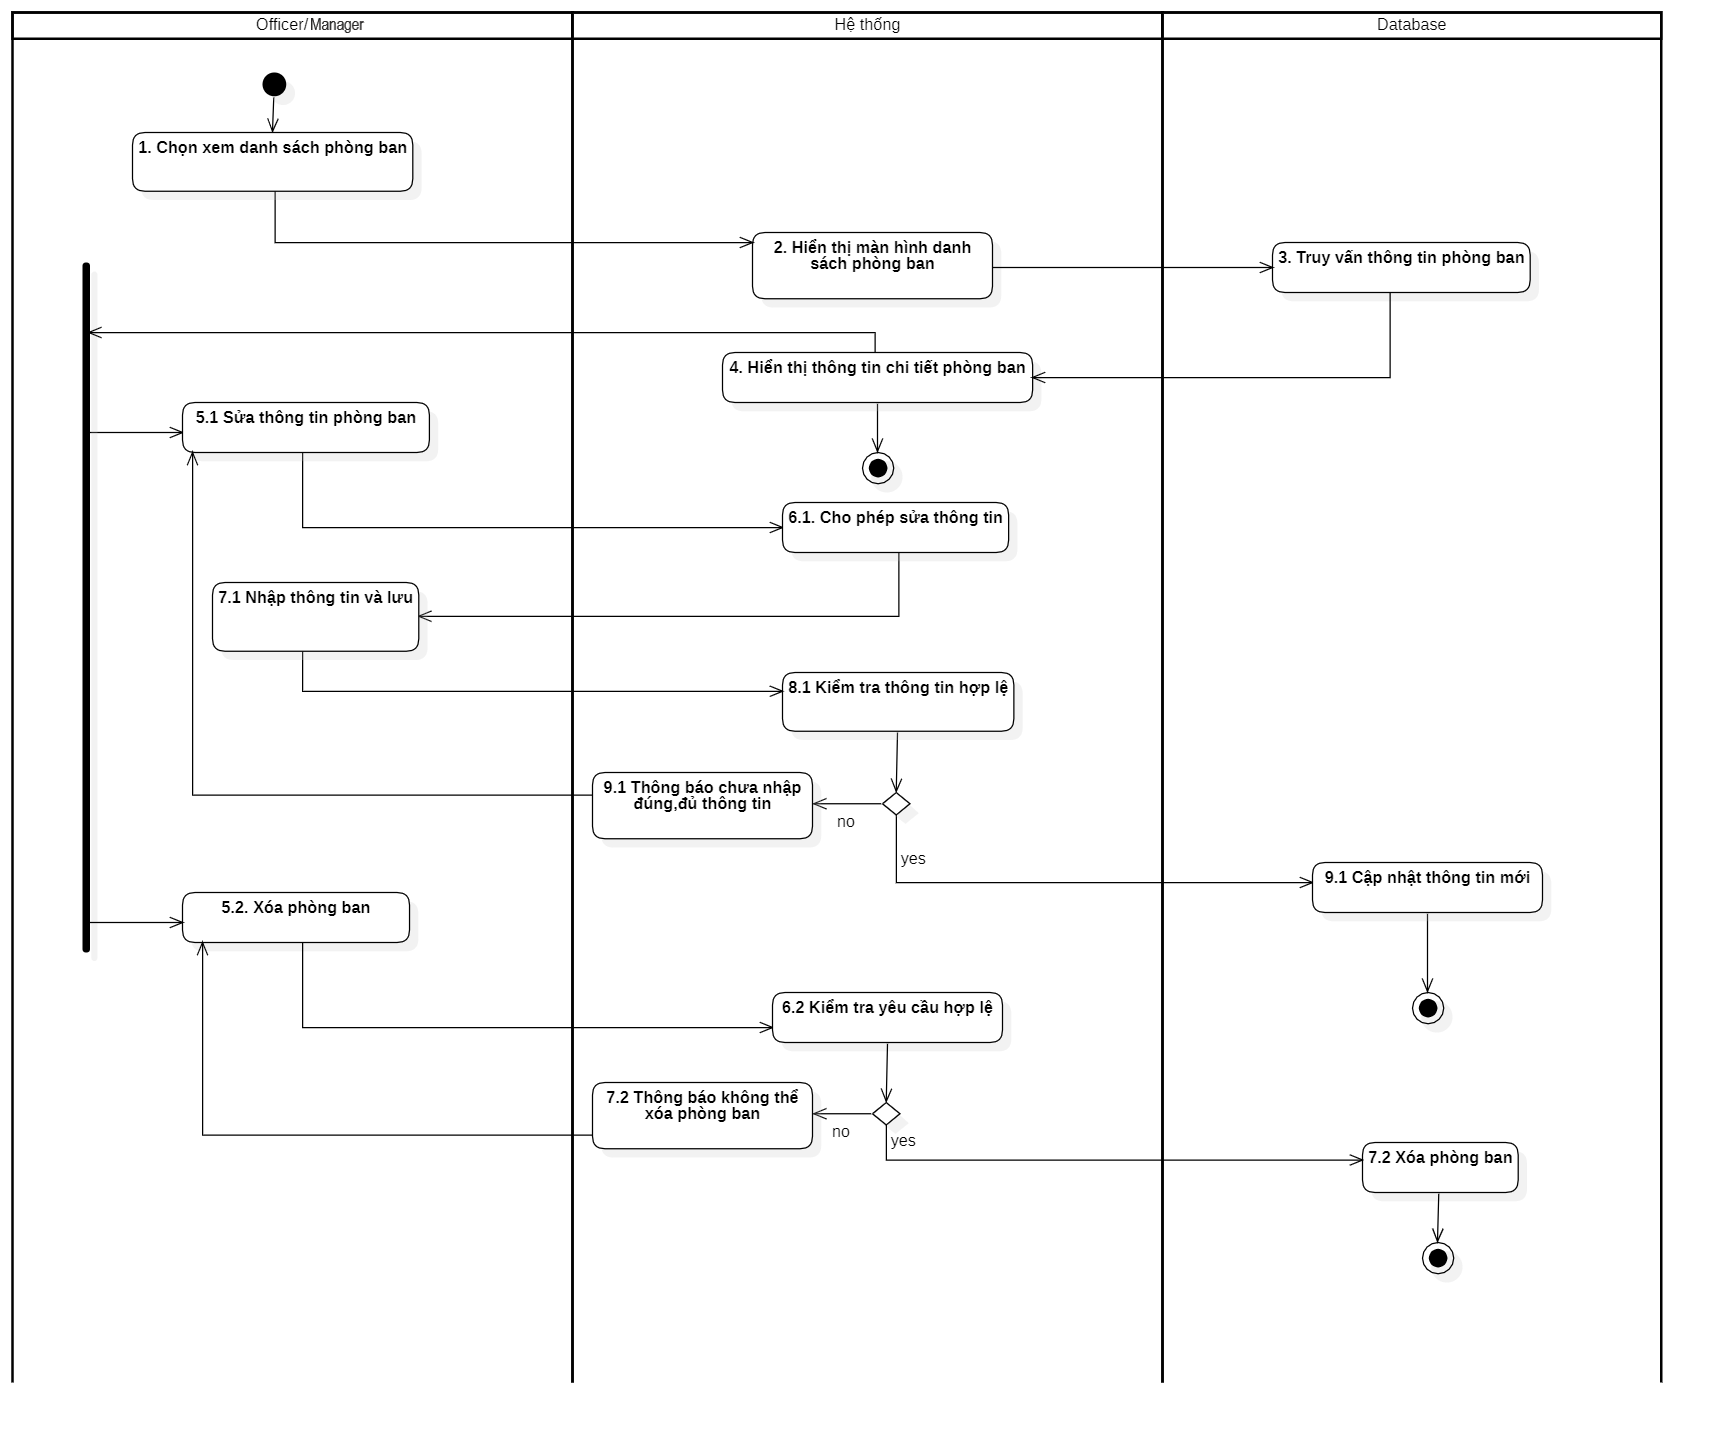 Officer/Manager
Hệ thống
Database
1. Chọn xem danh sách phòng ban
2. Hiển thị màn hình danh
sách phòng ban
3. Truy vấn thông tin phòng ban
4. Hiển thị thông tin chi tiết phòng ban
5.1 Sửa thông tin phòng ban
6.1. Cho phép sửa thông tin
7.1 Nhập thông tin và lưu
8.1 Kiểm tra thông tin hợp lệ
9.1 Thông báo chưa nhập
đúng,đủ thông tin
no
yes
9.1 Cập nhật thông tin mới
5.2. Xóa phòng ban
6.2 Kiểm tra yêu cầu hợp lệ
7.2 Thông báo không thể
xóa phòng ban
no
yes
7.2 Xóa phòng ban